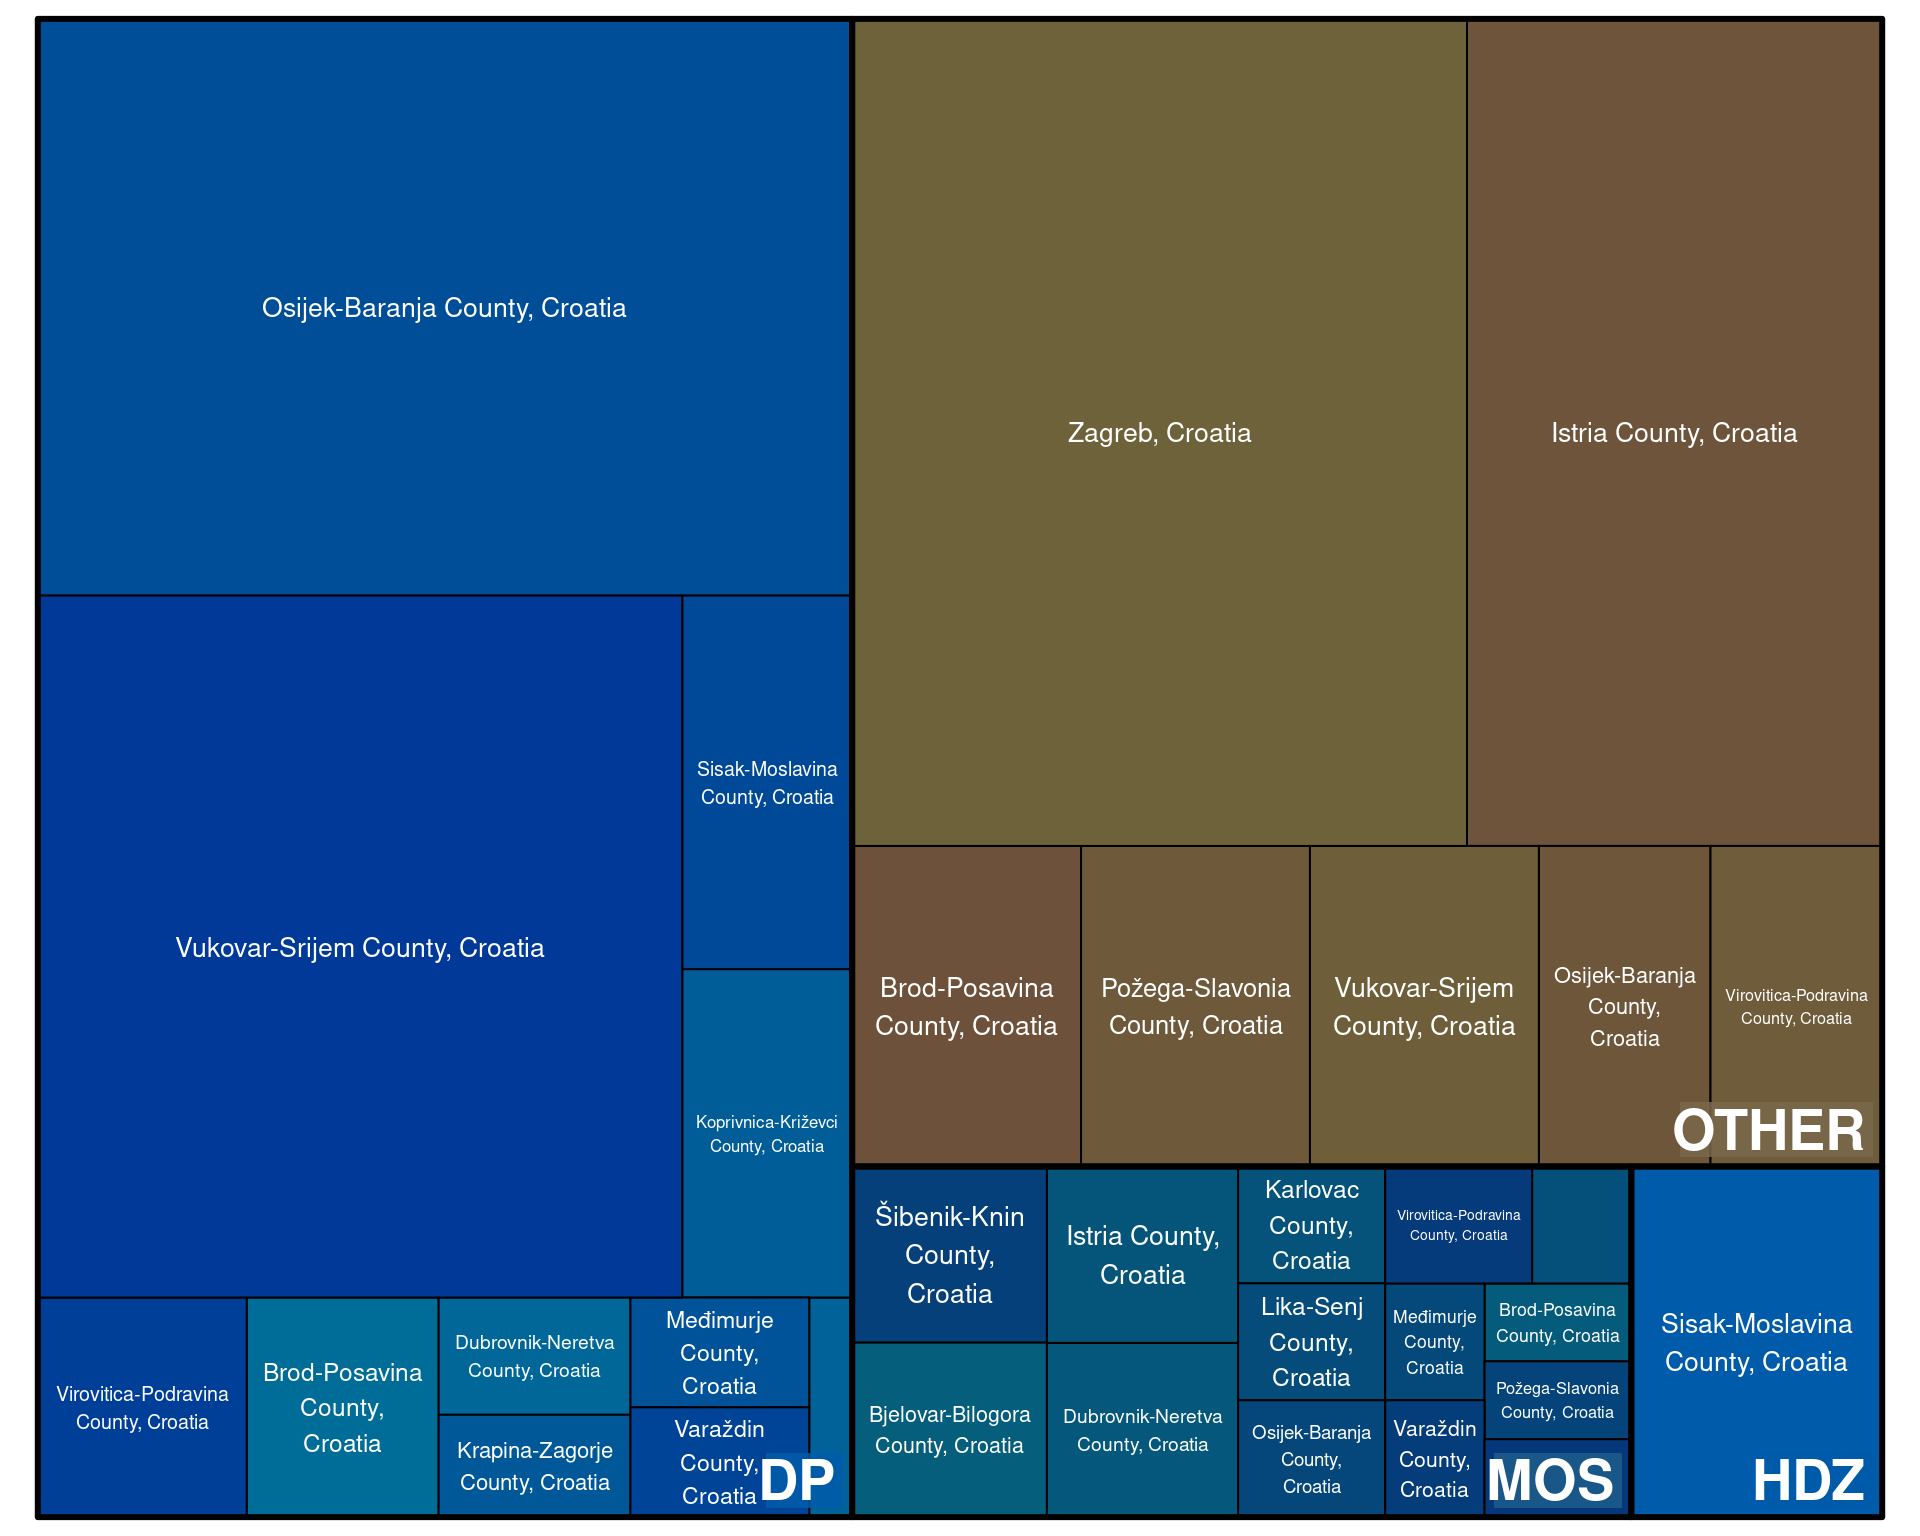 Osijek-Baranja County, Croatia
Vukovar-Srijem County, Croatia
Sisak-Moslavina
County, Croatia
Koprivnica-Križevci
County, Croatia
Virovitica-Podravina
County, Croatia
Brod-Posavina
County,
Croatia
Dubrovnik-Neretva
County, Croatia
Krapina-Zagorje
County, Croatia
Međimurje
County,
Croatia
Varaždin
County,
Croatia
DP
Zagreb, Croatia
Istria County, Croatia
Brod-Posavina
County, Croatia
Požega-Slavonia
County, Croatia
Vukovar-Srijem
County, Croatia
Osijek-Baranja
County,
Croatia
Virovitica-Podravina
County, Croatia
OTHER
Šibenik-Knin
County,
Croatia
Istria County,
Croatia
Bjelovar-Bilogora
County, Croatia
Dubrovnik-Neretva
County, Croatia
Karlovac
County,
Croatia
Lika-Senj
County,
Croatia
Osijek-Baranja
County,
Croatia
Virovitica-Podravina
County, Croatia
Međimurje
County,
Croatia
Varaždin
County,
Croatia
Brod-Posavina
County, Croatia
Požega-Slavonia
County, Croatia
MOS
Sisak-Moslavina
County, Croatia
HDZ